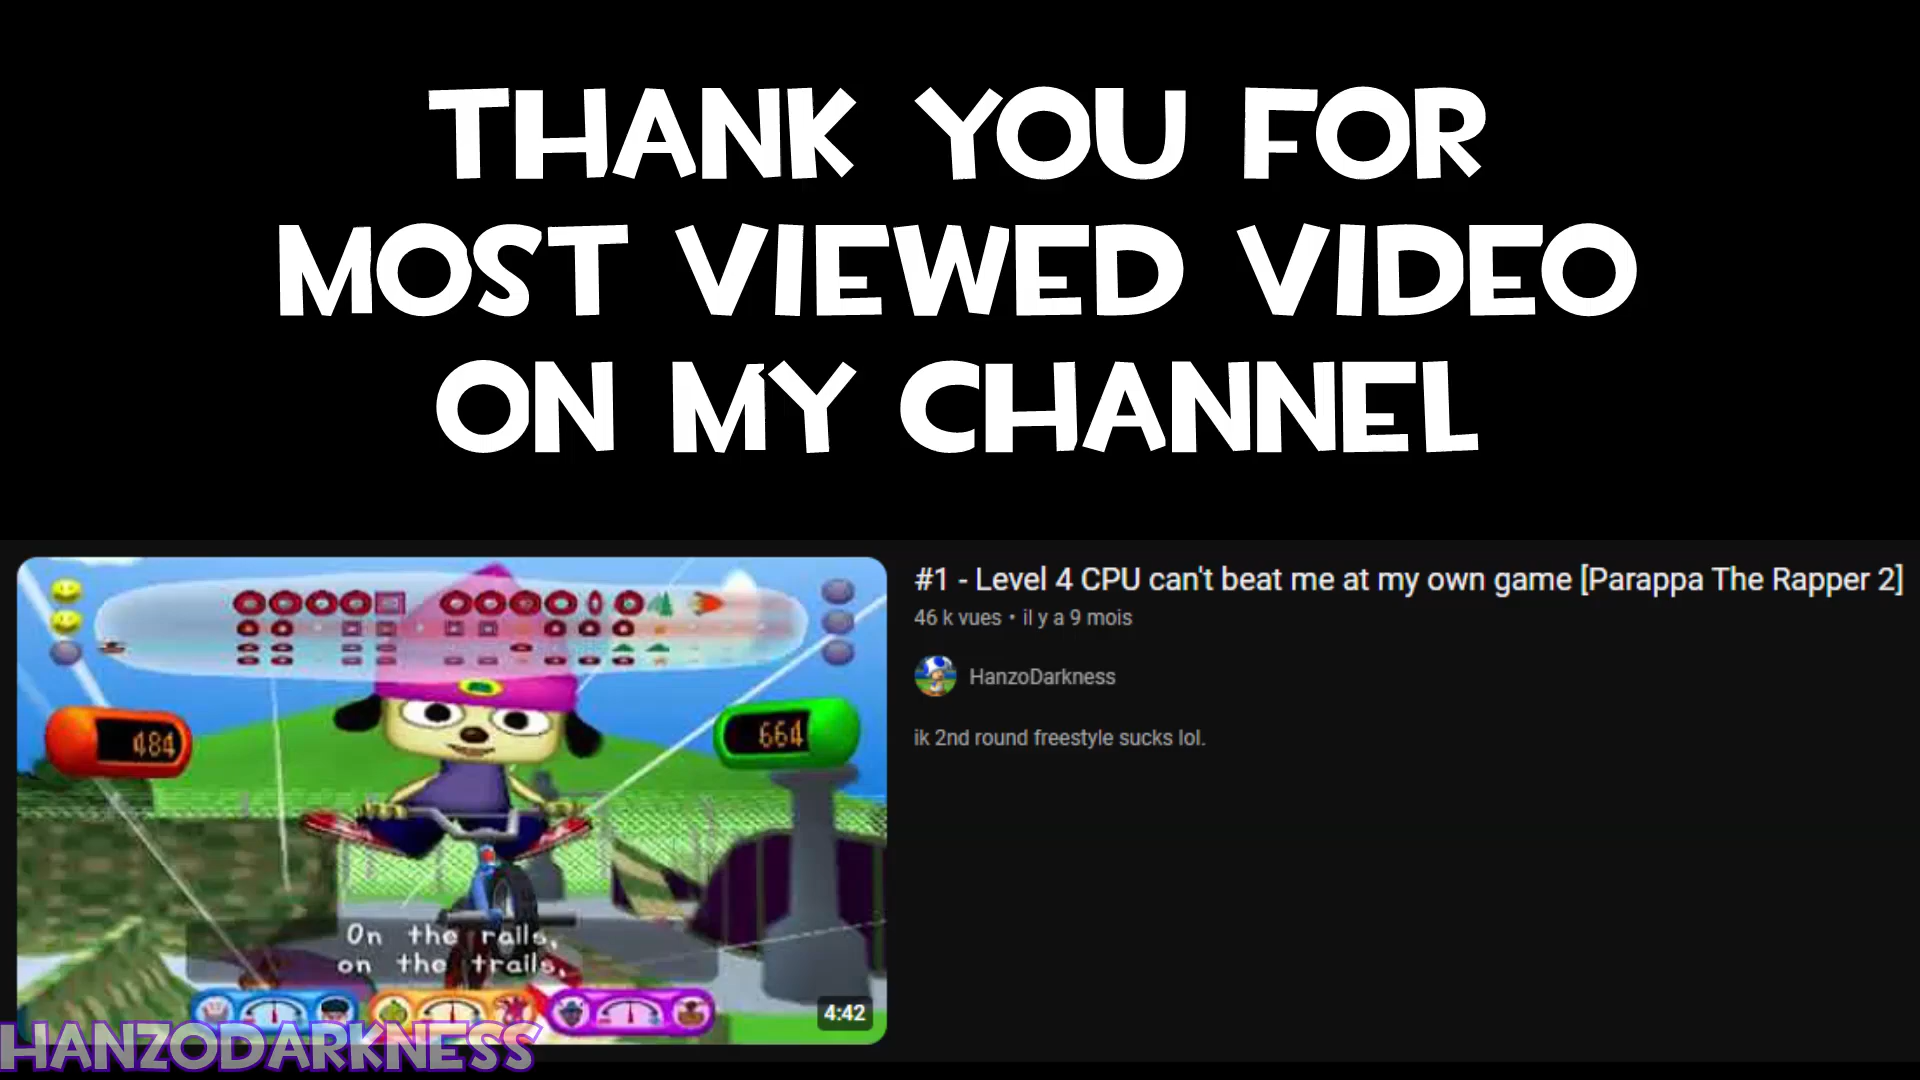 THANK YOU FOR
MOST VIEWED VIDEO
ON MY CHANNEL
#1 - Level 4 CPU can't beat me at my own game [Parappa The Rapper 2]
46 k vues • il y a 9 mois
HanzoDarkness
ik 2nd round freestyle sucks lol.
484
664
On the rails,
on the trails,
4:42
HANZODARKNESS